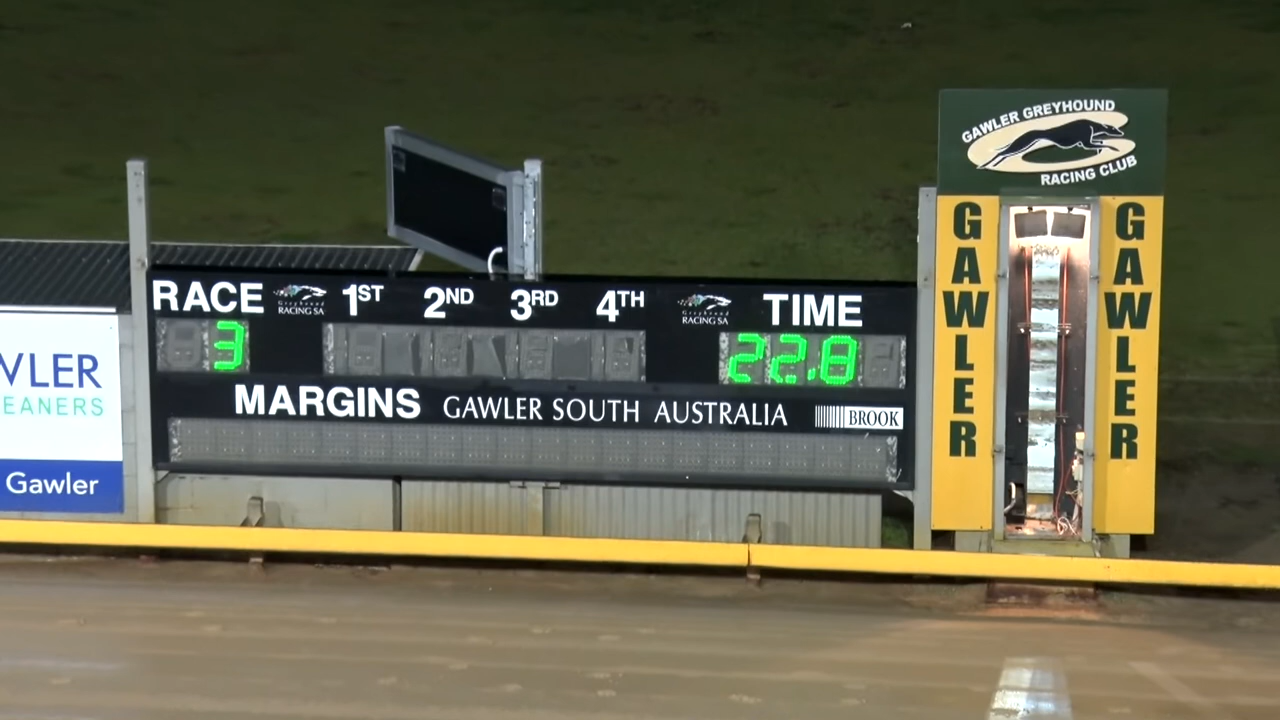 GAWLER GREYHOUND
RACING CLUB
GAWLER
GAWLER
RACE
Greyhound
RACING SA
1ST
2ND
3RD
4TH
Greyhound
RACING SA
TIME
3
22.8
MARGINS
GAWLER SOUTH AUSTRALIA
BROOK
WLER
EANERS
Gawler